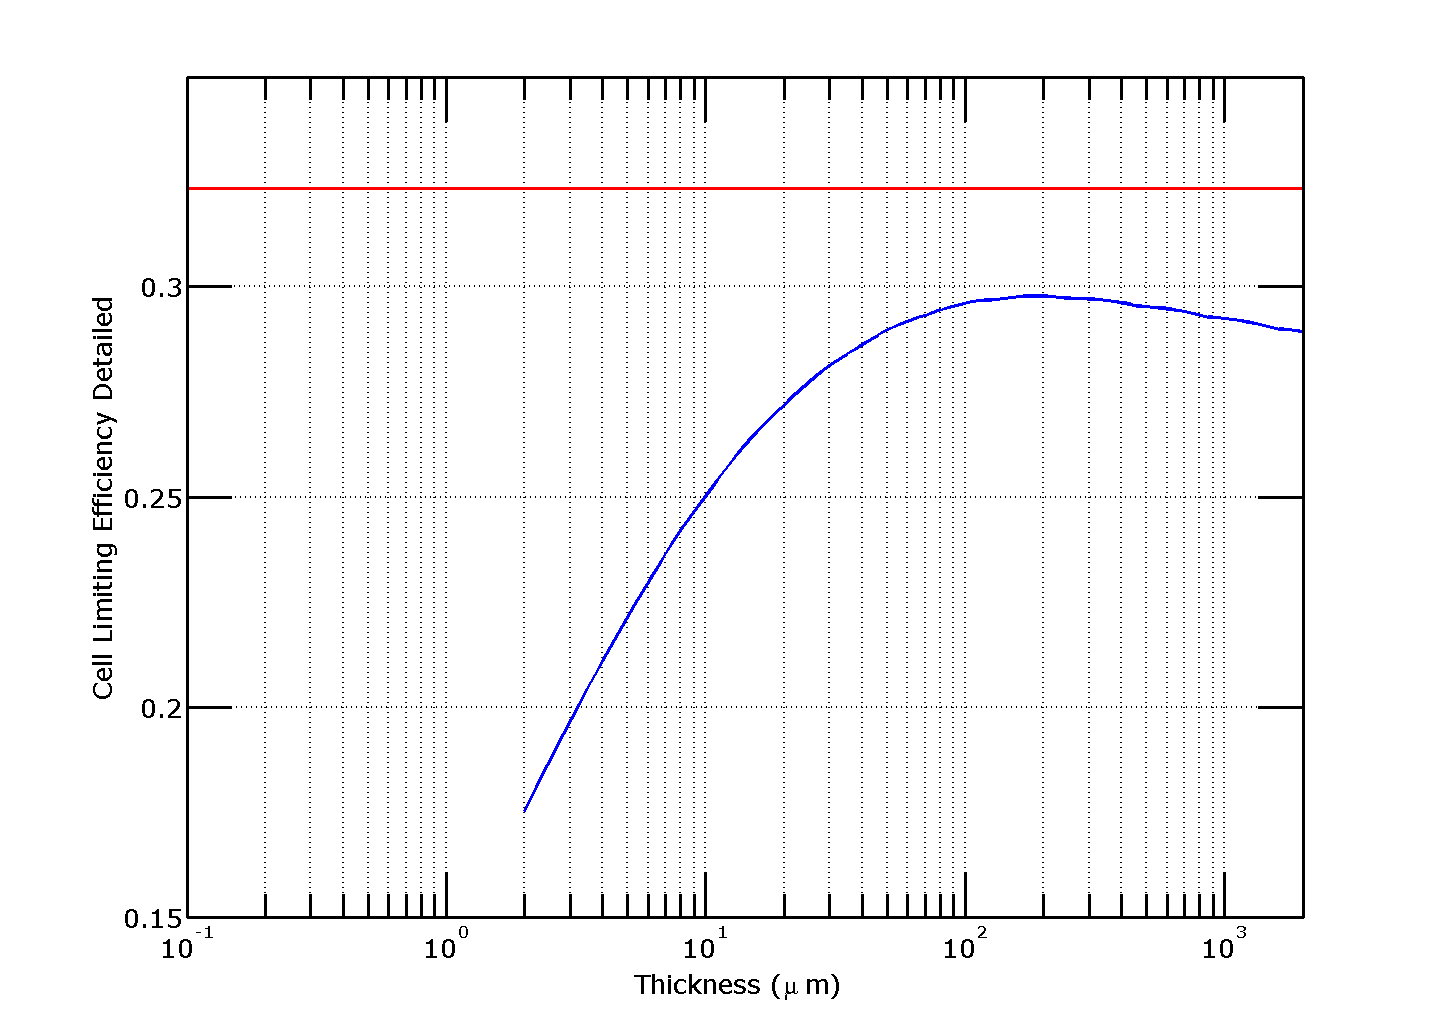 Cell Limiting Efficiency Detailed
0.3
0.25
0.2
0.15
10⁻¹ 10⁰ 10¹ 10² 10³
Thickness (μ m)